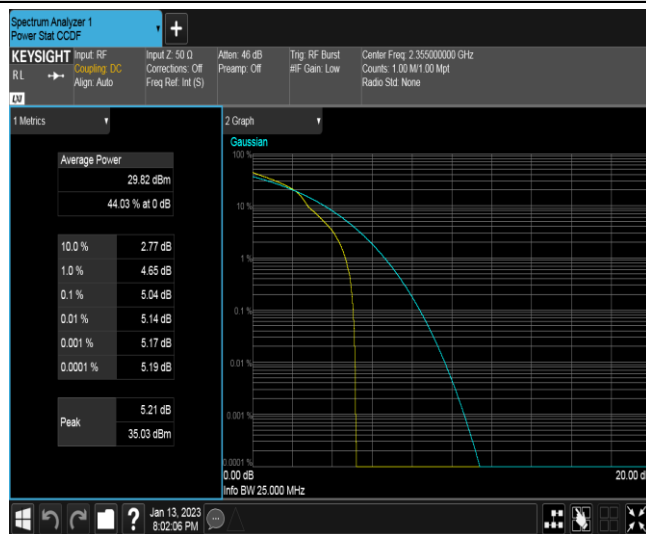 Spectrum Analyzer 1
Power Stat CCDF
KEYSIGHT
RL
Input: RF
Coupling: DC
Align: Auto
Input Z: 50 Ω
Corrections: Off
Freq Ref: Int (S)
Atten: 46 dB
Preamp: Off
Trig: RF Burst
#IF Gain: Low
Center Freq: 2.355000000 GHz
Counts: 1.00 M/1.00 Mpt
Radio Std: None
LXI
1 Metrics
Average Power
29.82 dBm
44.03 % at 0 dB
10.0 % 2.77 dB
1.0 % 4.65 dB
0.1 % 5.04 dB
0.01 % 5.14 dB
0.001 % 5.17 dB
0.0001 % 5.19 dB
Peak
5.21 dB
35.03 dBm
2 Graph
Gaussian
100 %
10 %
1 %
0.1 %
0.01 %
0.001 %
0.0001 %
0.00 dB
20.00 d
Info BW 25.000 MHz
?
Jan 13, 2023
8:02:06 PM